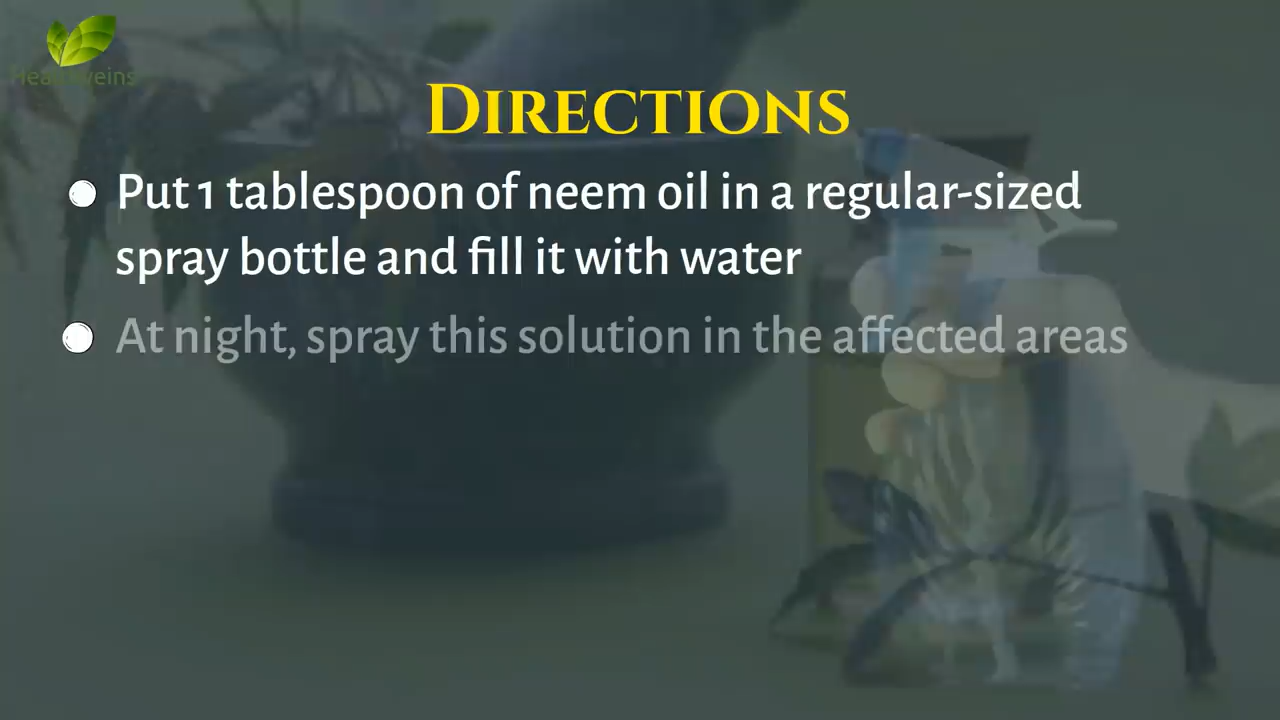 DIRECTIONS
Put 1 tablespoon of neem oil in a regular-sized
spray bottle and fill it with water
At night, spray this solution in the affected areas